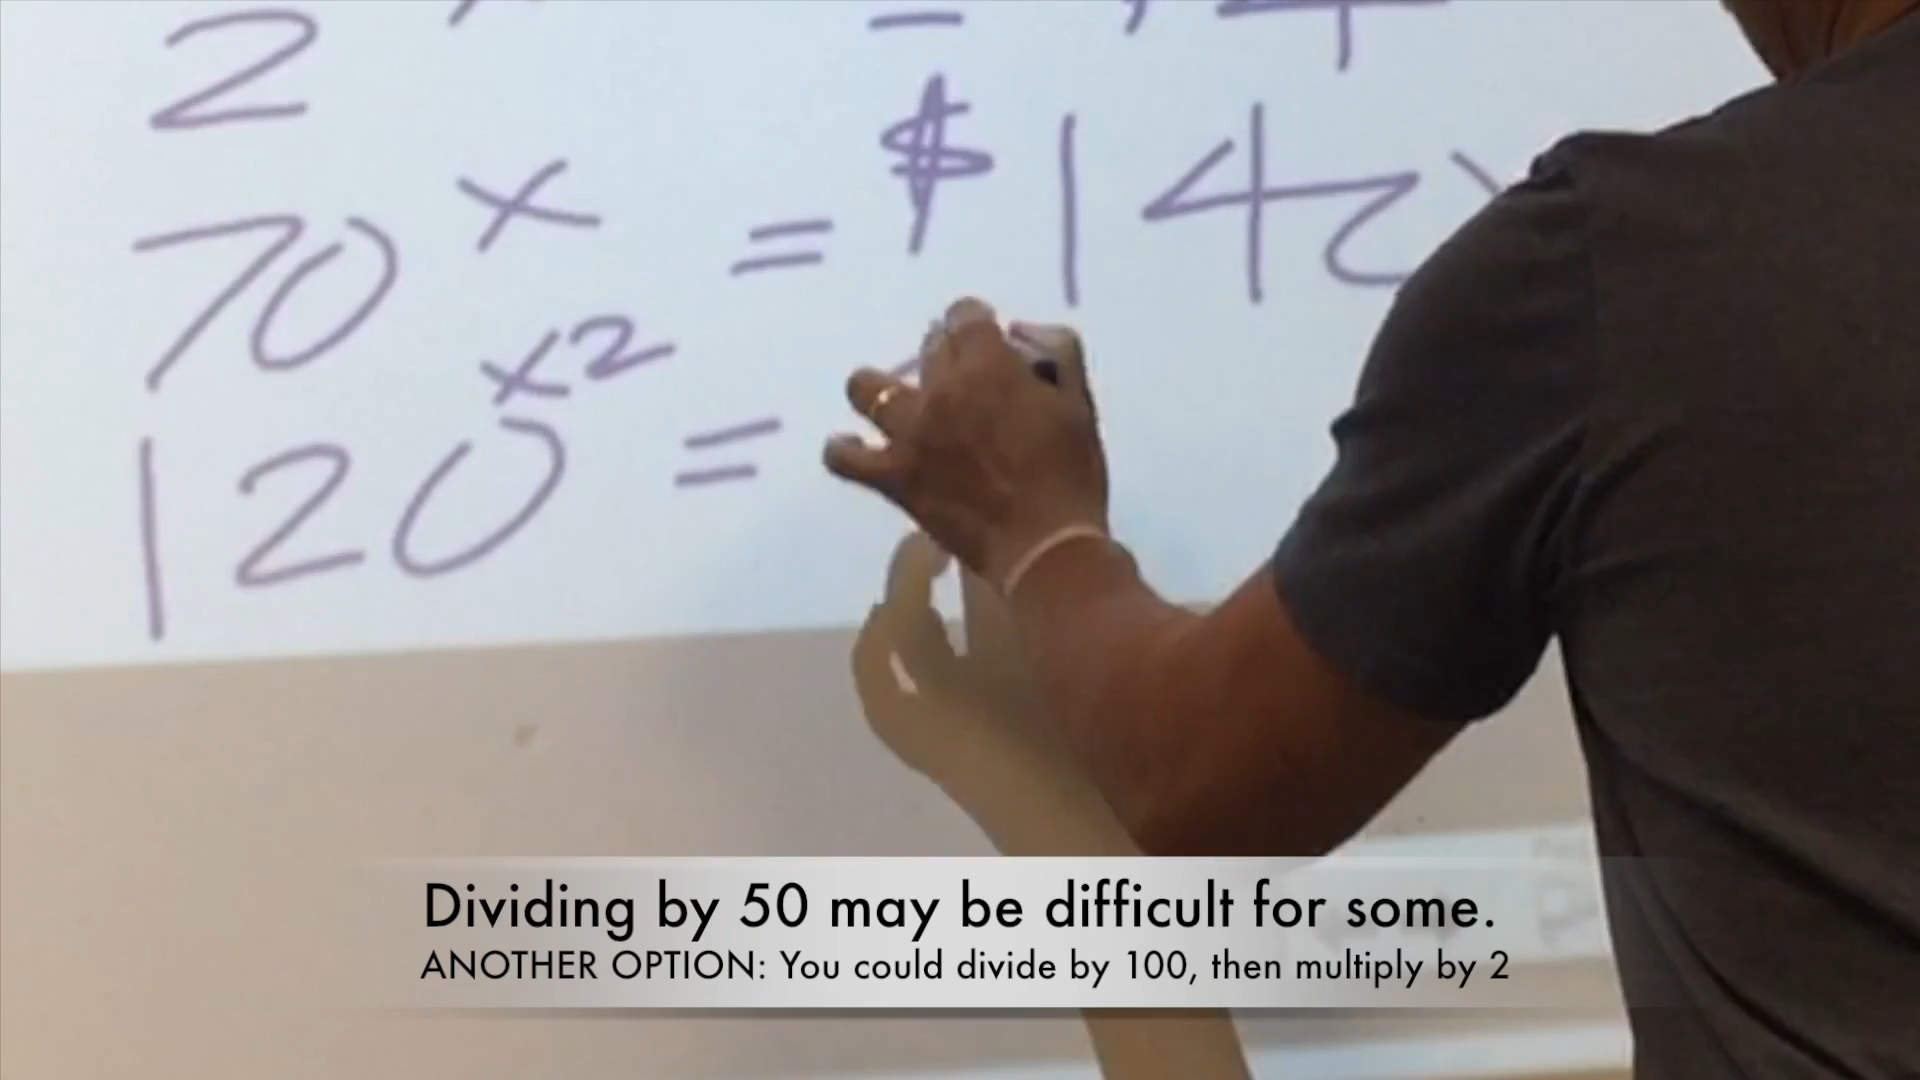 2
70 x = $ 14
120 x2 =
Dividing by 50 may be difficult for some.
ANOTHER OPTION: You could divide by 100, then multiply by 2